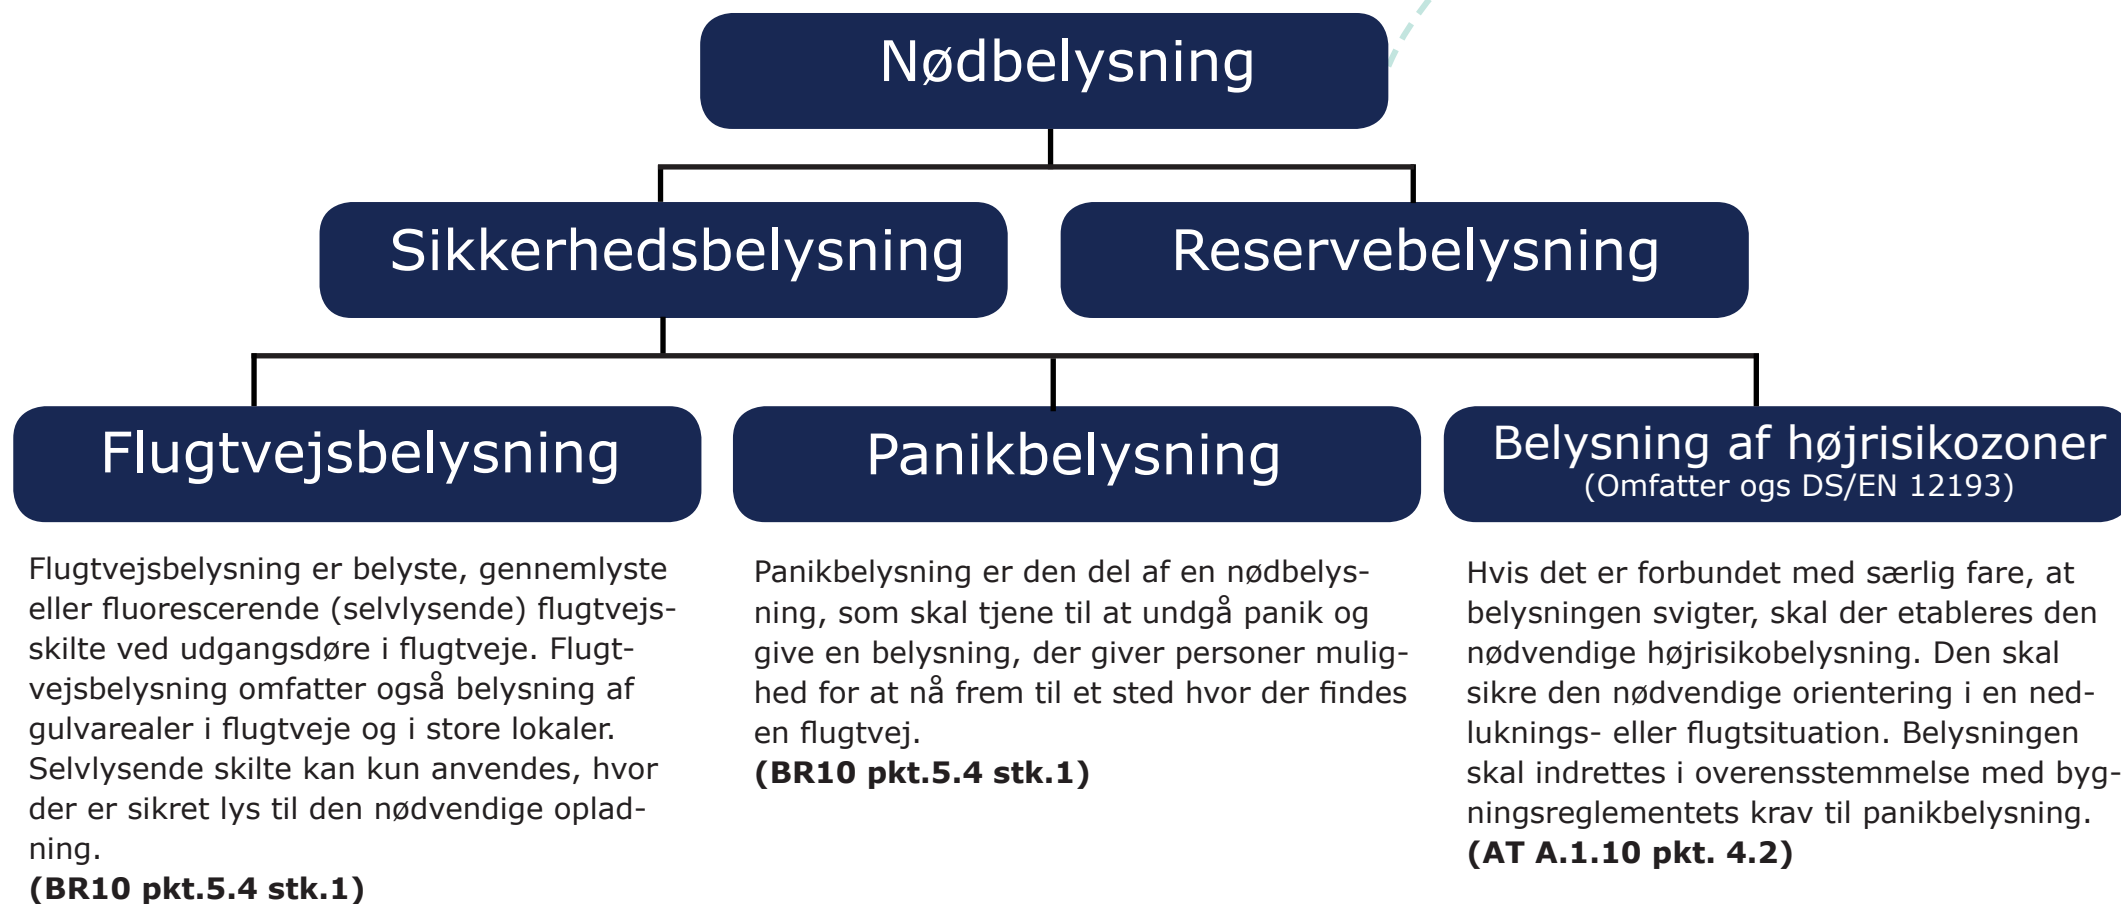 Nødbelysning
Sikkerhedsbelysning
Reservebelysning
Flugtvejsbelysning
Panikbelysning
Belysning af højrisikozoner
(Omfatter ogs DS/EN 12193)
Flugtvejsbelysning er belyste, gennemlyste
eller fluorescerende (selvlysende) flugtvejs-
skilte ved udgangsdøre i flugtveje. Flugt-
vejsbelysning omfatter også belysning af
gulvarealer i flugtveje og i store lokaler.
Selvlysende skilte kan kun anvendes, hvor
der er sikret lys til den nødvendige oplad-
ning.
(BR10 pkt.5.4 stk.1)
Panikbelysning er den del af en nødbelys-
ning, som skal tjene til at undgå panik og
give en belysning, der giver personer mulig-
hed for at nå frem til et sted hvor der findes
en flugtvej.
(BR10 pkt.5.4 stk.1)
Hvis det er forbundet med særlig fare, at
belysningen svigter, skal der etableres den
nødvendige højrisikobelysning. Den skal
sikre den nødvendige orientering i en ned-
luknings- eller flugtsituation. Belysningen
skal indrettes i overensstemmelse med byg-
ningsreglementets krav til panikbelysning.
(AT A.1.10 pkt. 4.2)